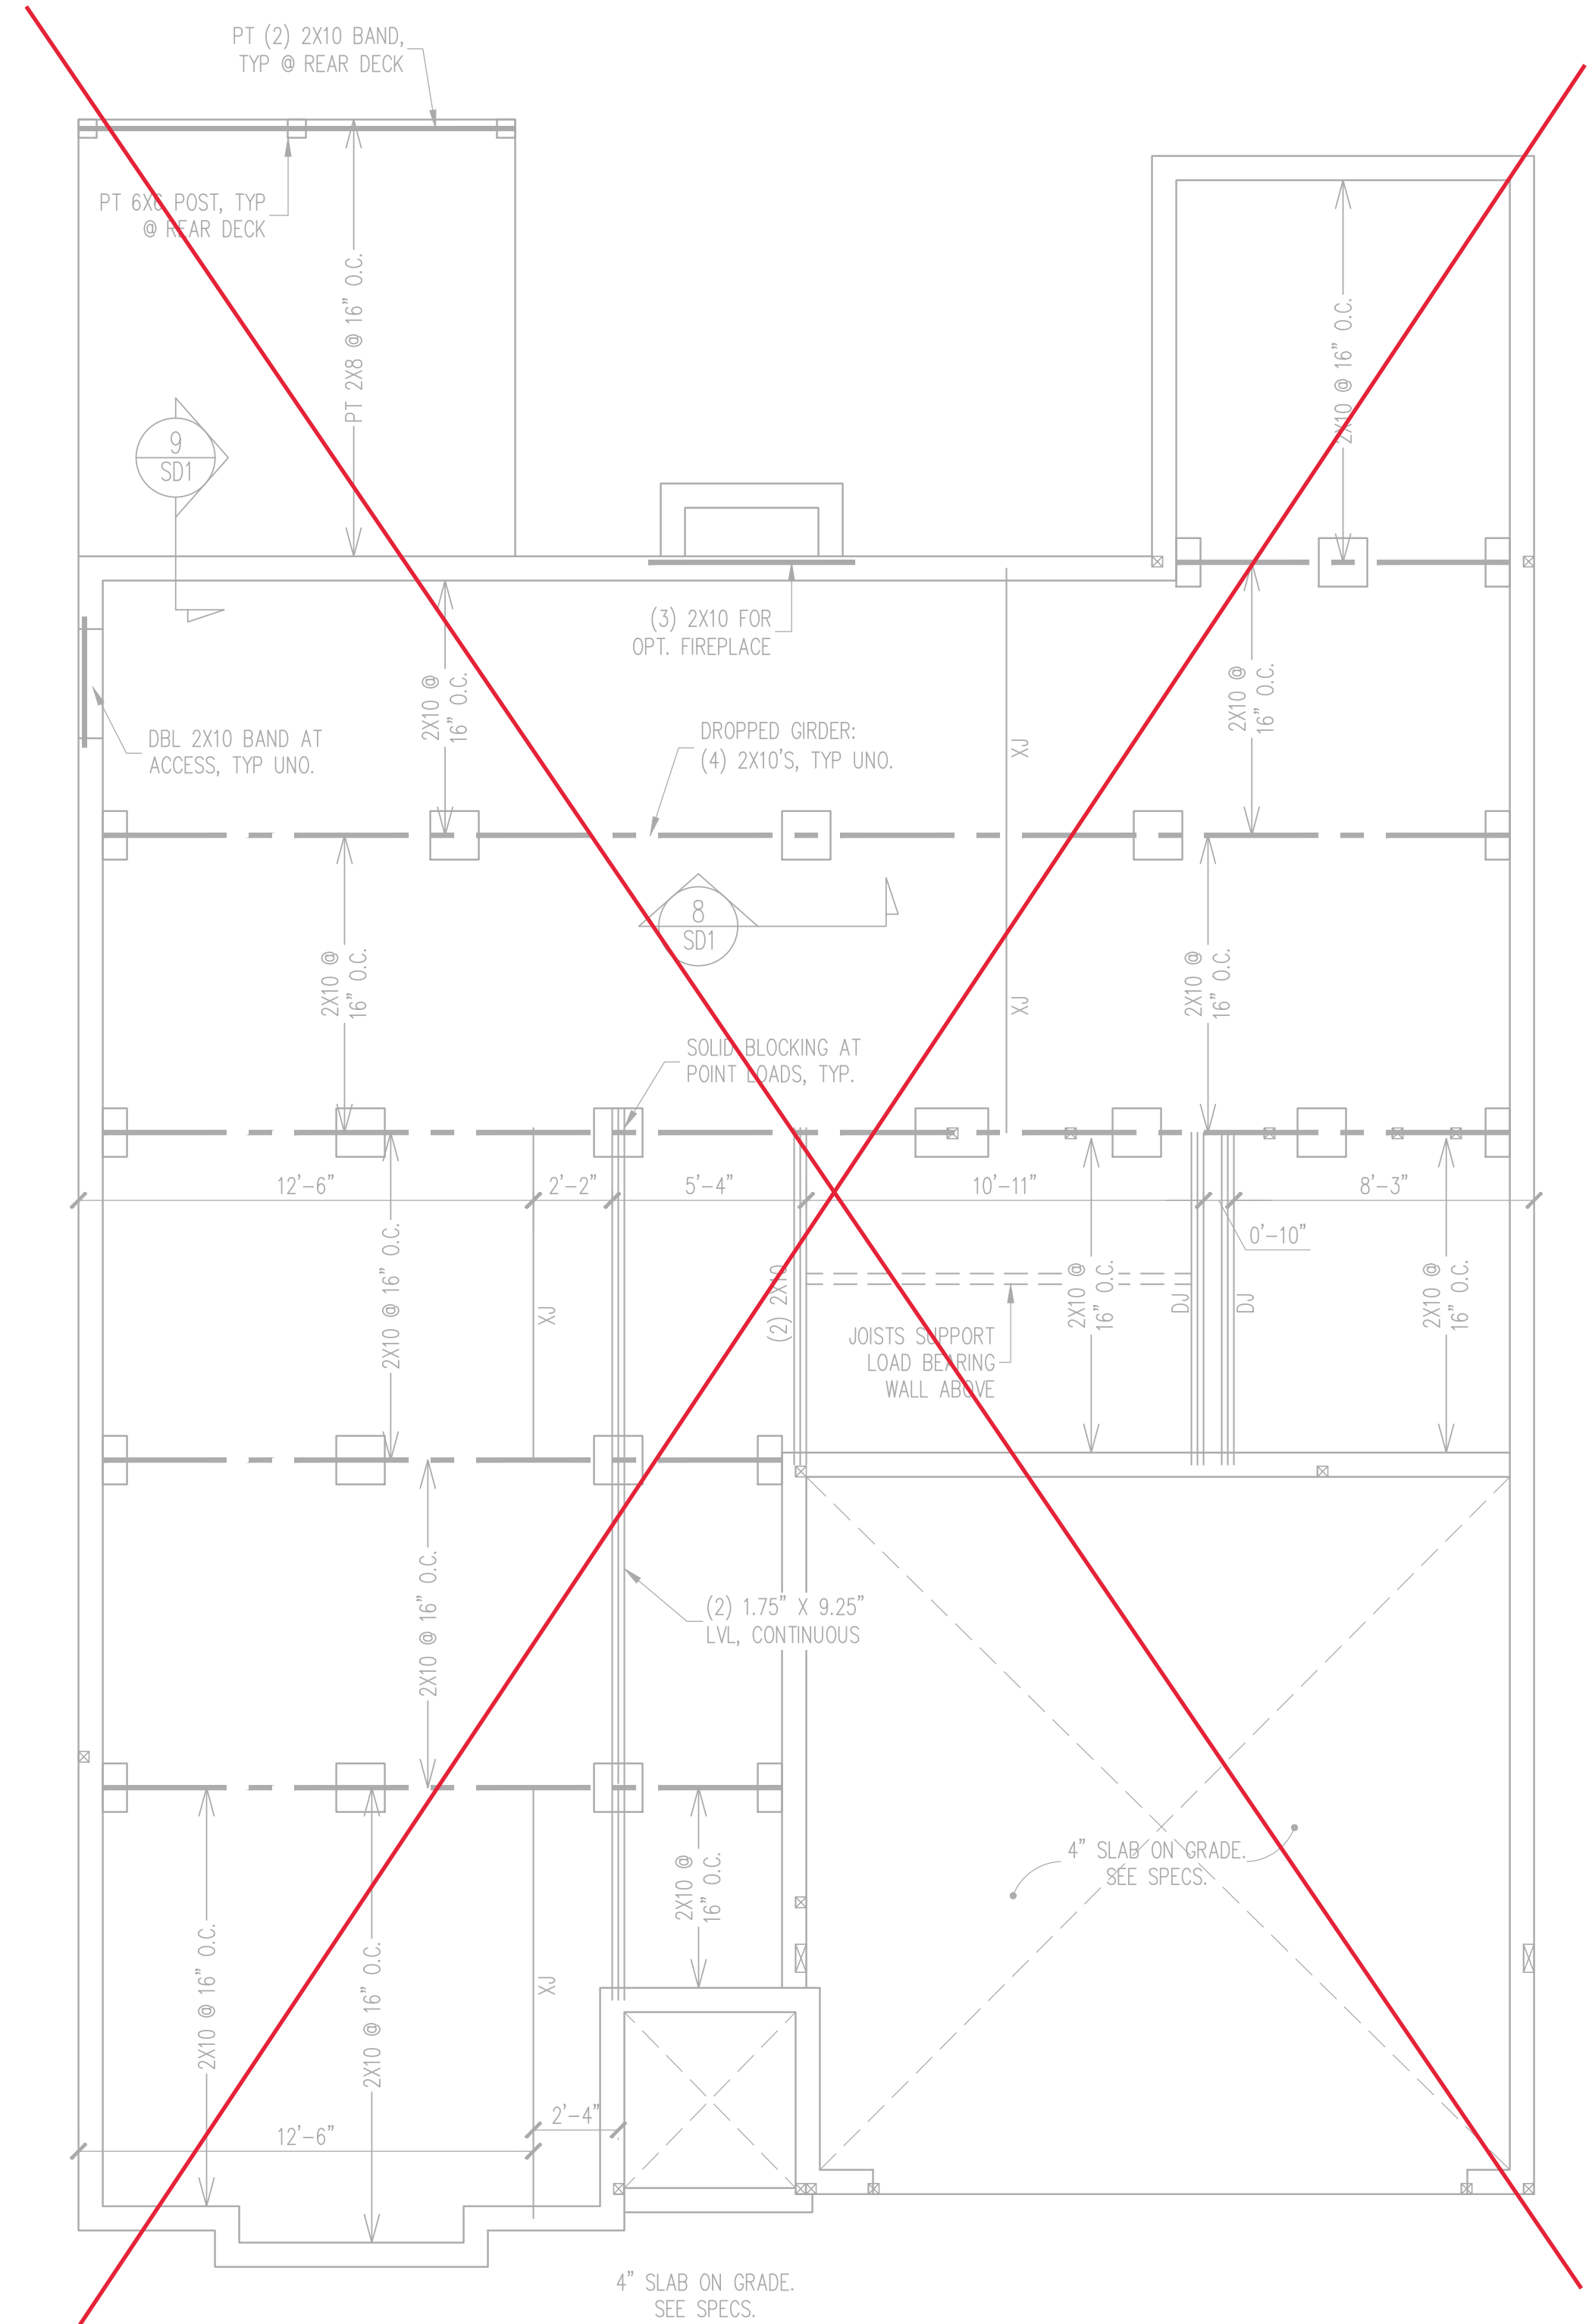 PT (2) 2X10 BAND,
TYP @ REAR DECK
PT 6X6 POST, TYP
@ REAR DECK
PT 2X8 @ 16" O.C.
2X10 @ 16" O.C.
9
SD1
(3) 2X10 FOR
OPT. FIREPLACE
2X10 @
16" O.C.
2X10 @
16" O.C.
DBL 2X10 BAND AT
ACCESS, TYP UNO.
DROPPED GIRDER:
(4) 2X10'S, TYP UNO.
XJ
8
SD1
2X10 @
16" O.C.
XJ
2X10 @
16" O.C.
SOLID BLOCKING AT
POINT LOADS, TYP.
12'-6"
2'-2"
5'-4"
10'-11"
8'-3"
0'-10"
2X10 @ 16" O.C.
XJ
(2) 2X10
2X10 @
16" O.C.
DJ
DJ
2X10 @
16" O.C.
JOISTS SUPPORT
LOAD BEARING
WALL ABOVE
2X10 @ 16" O.C.
(2) 1.75" X 9.25"
LVL, CONTINUOUS
4" SLAB ON GRADE.
SEE SPECS.
2X10 @
16" O.C.
2X10 @ 16" O.C.
2X10 @ 16" O.C.
XJ
2'-4"
12'-6"
4" SLAB ON GRADE.
SEE SPECS.